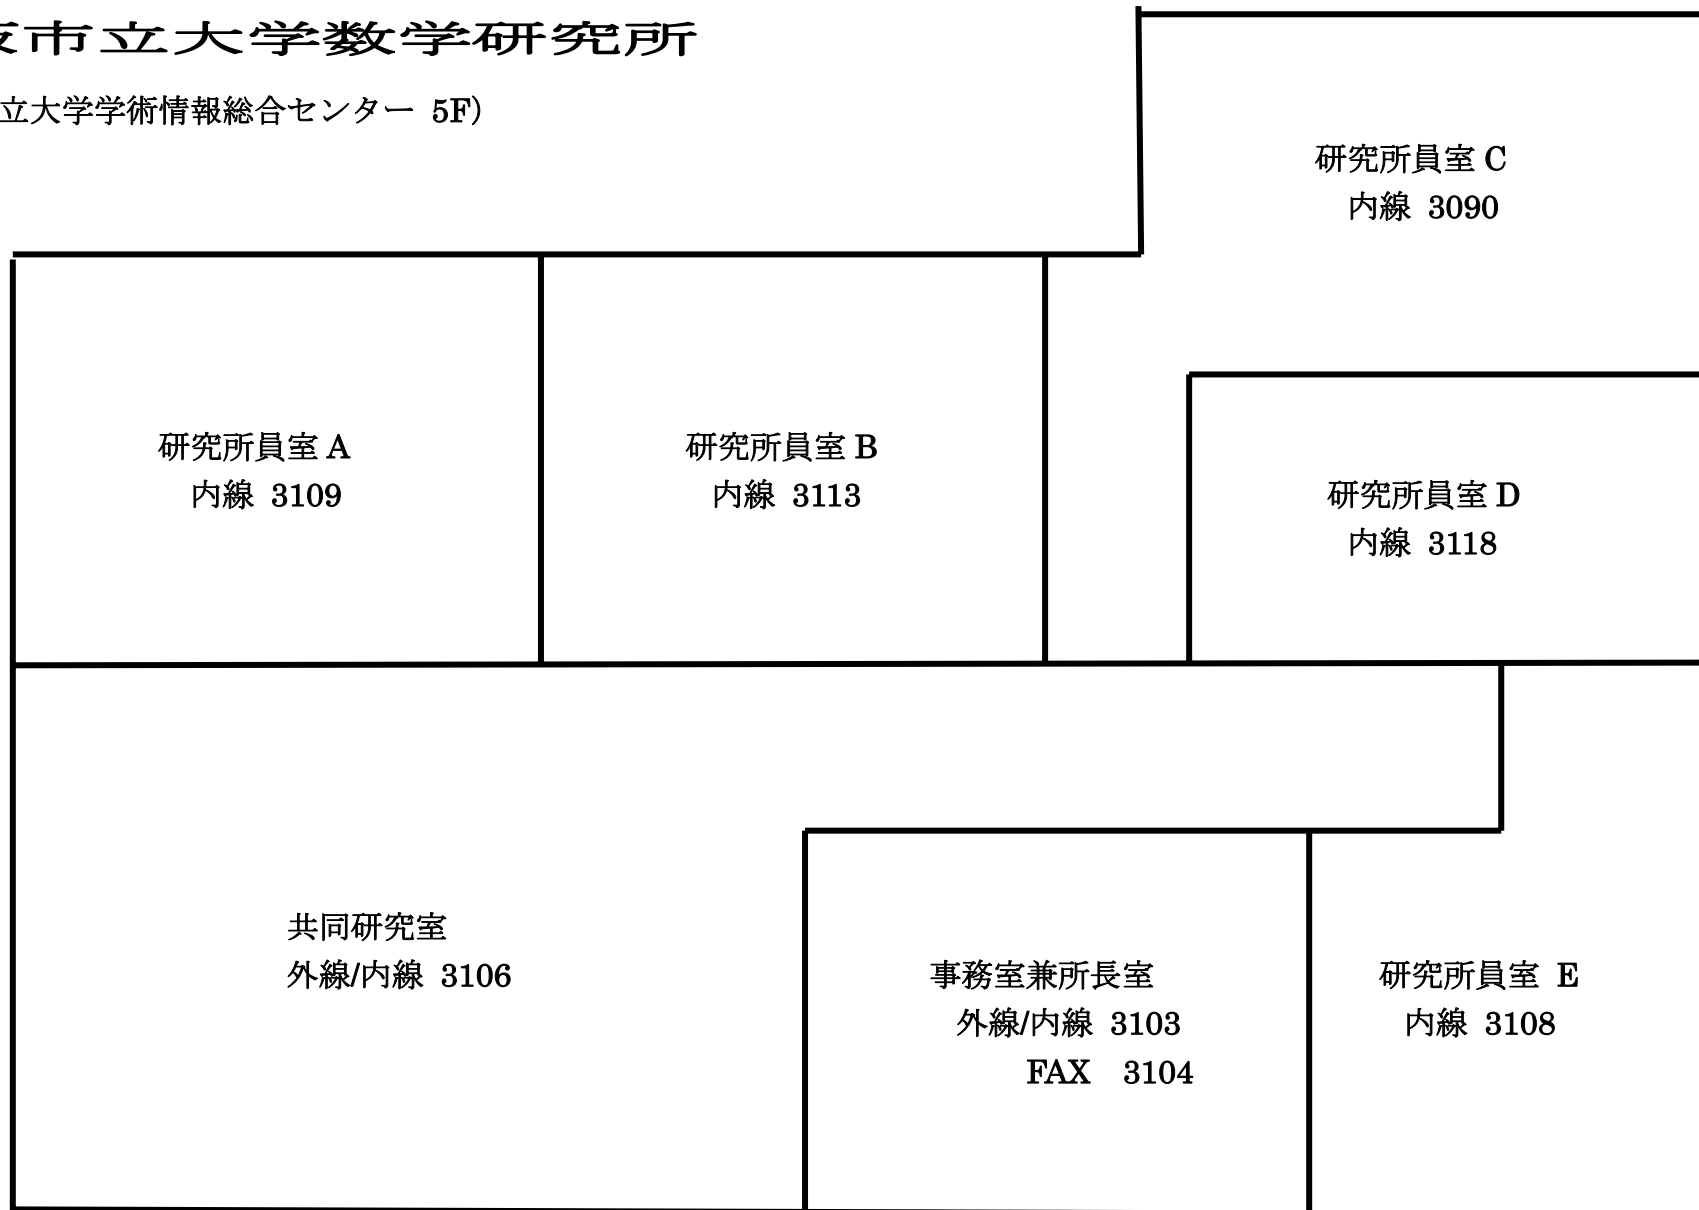 市立大学数学研究所
立大学学術情報総合センター 5F)
研究所員室 C
内線 3090
研究所員室 A
内線 3109
研究所員室 B
内線 3113
研究所員室 D
内線 3118
共同研究室
外線/内線 3106
事務室兼所長室
外線/内線 3103
FAX 3104
研究所員室 E
内線 3108